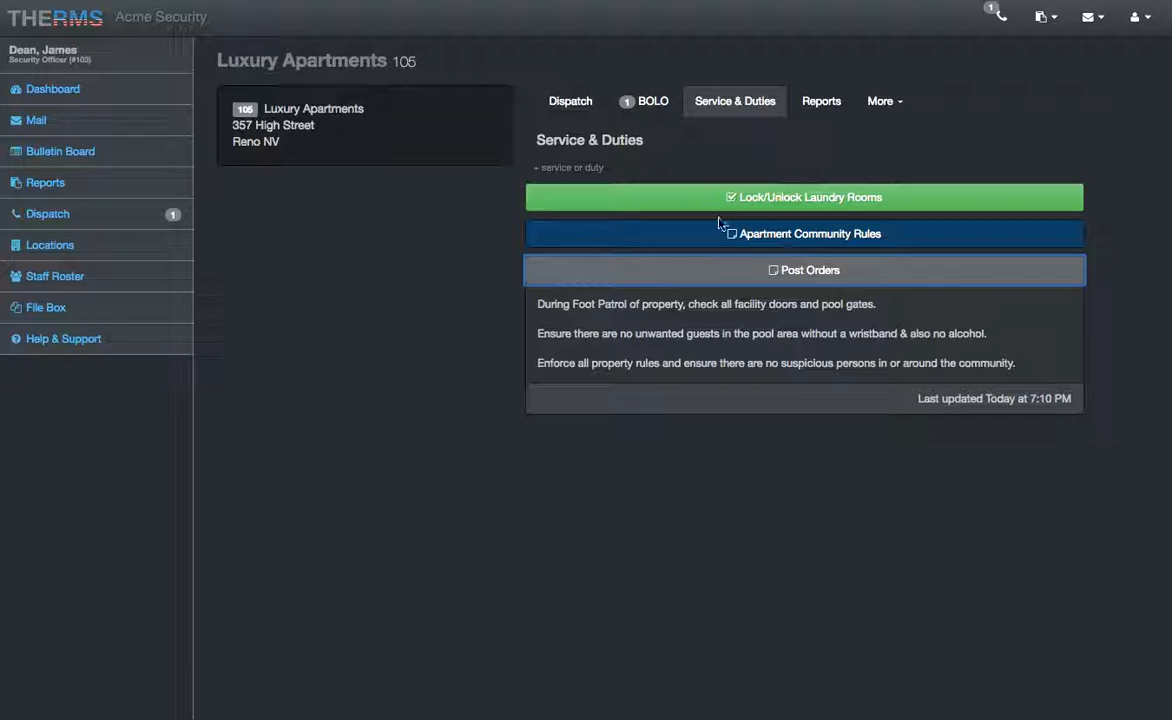 THERMS Acme Security
1
Dean, James
Security Officer (#103)
Dashboard
Mail
Bulletin Board
Reports
Dispatch 1
Locations
Staff Roster
File Box
Help & Support
Luxury Apartments 105
105 Luxury Apartments
357 High Street
Reno NV
Dispatch 1 BOLO Service & Duties Reports More
Service & Duties
+ service or duty
Lock/Unlock Laundry Rooms
Apartment Community Rules
Post Orders
During Foot Patrol of property, check all facility doors and pool gates.
Ensure there are no unwanted guests in the pool area without a wristband & also no alcohol.
Enforce all property rules and ensure there are no suspicious persons in or around the community.
Last updated Today at 7:10 PM